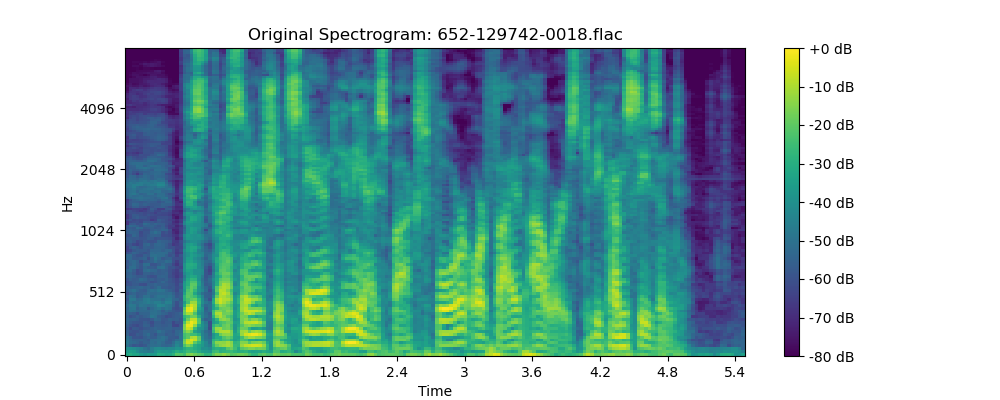 Original Spectrogram: 652-129742-0018.flac
Hz
4096
2048
1024
512
0
0 0.6 1.2 1.8 2.4 3 3.6 4.2 4.8 5.4
Time
+0 dB
-10 dB
-20 dB
-30 dB
-40 dB
-50 dB
-60 dB
-70 dB
-80 dB